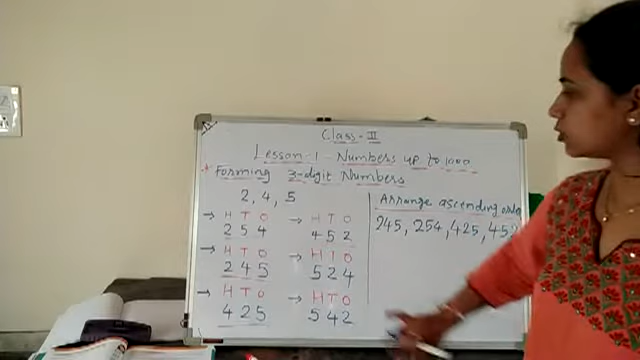 Class - II
Lesson - 1 Numbers up to 1000
* Forming 3-digit Numbers
2, 4, 5
→ H T O → H T O
2 5 4 4 5 2
→ H T O → H T O
2 4 5 5 2 4
→ H T O → H T O
4 2 5 5 4 2
Arrange ascending order
245, 254, 425, 452